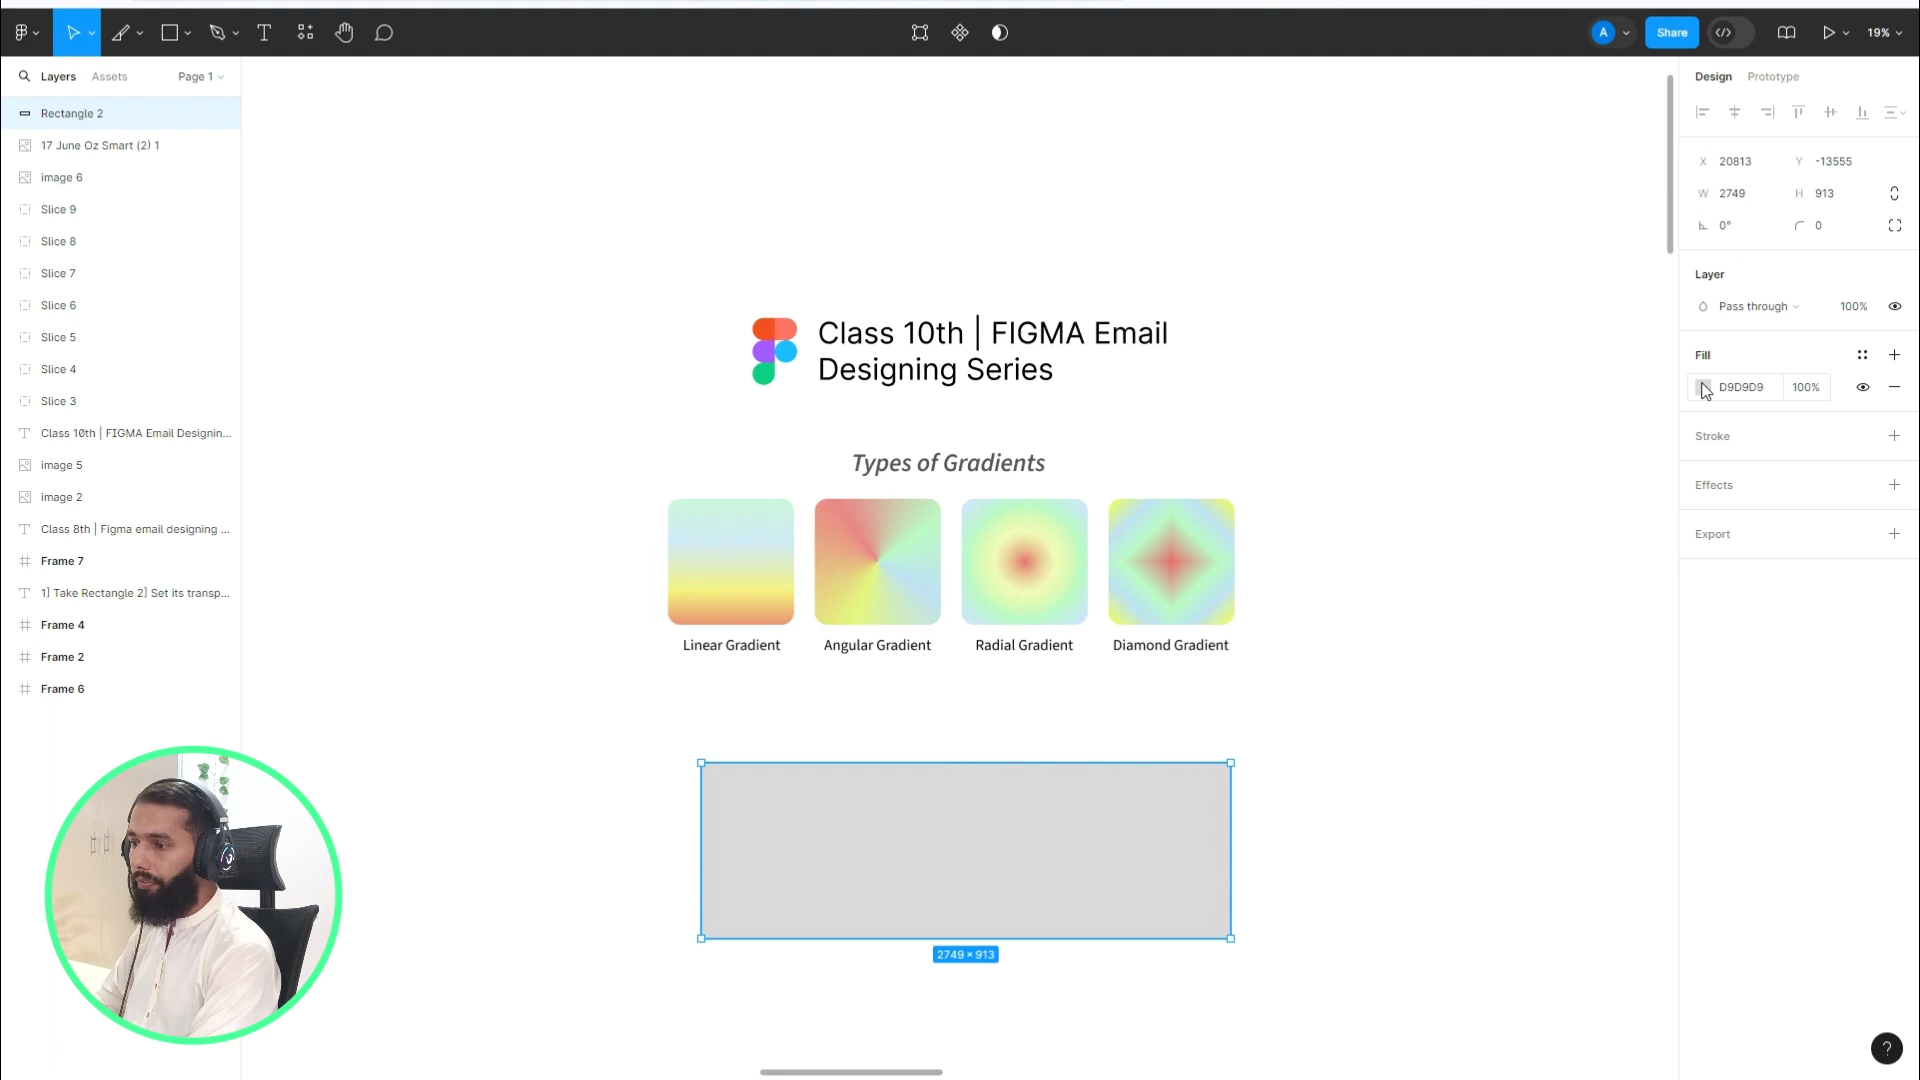 A
Share
19%
Layers
Assets
Page 1
Rectangle 2
17 June Oz Smart (2) 1
image 6
Slice 9
Slice 8
Slice 7
Slice 6
Slice 5
Slice 4
Slice 3
Class 10th | FIGMA Email Designin...
image 5
image 2
Class 8th | Figma email designing ...
Frame 7
1] Take Rectangle 2] Set its transp...
Frame 4
Frame 2
Frame 6
Class 10th | FIGMA Email
Designing Series
Types of Gradients
Linear Gradient
Angular Gradient
Radial Gradient
Diamond Gradient
2749 × 913
Design
Prototype
X 20813 Y -13555
W 2749 H 913
0° 0
Layer
Pass through 100%
Fill
D9D9D9 100%
Stroke
Effects
Export
?